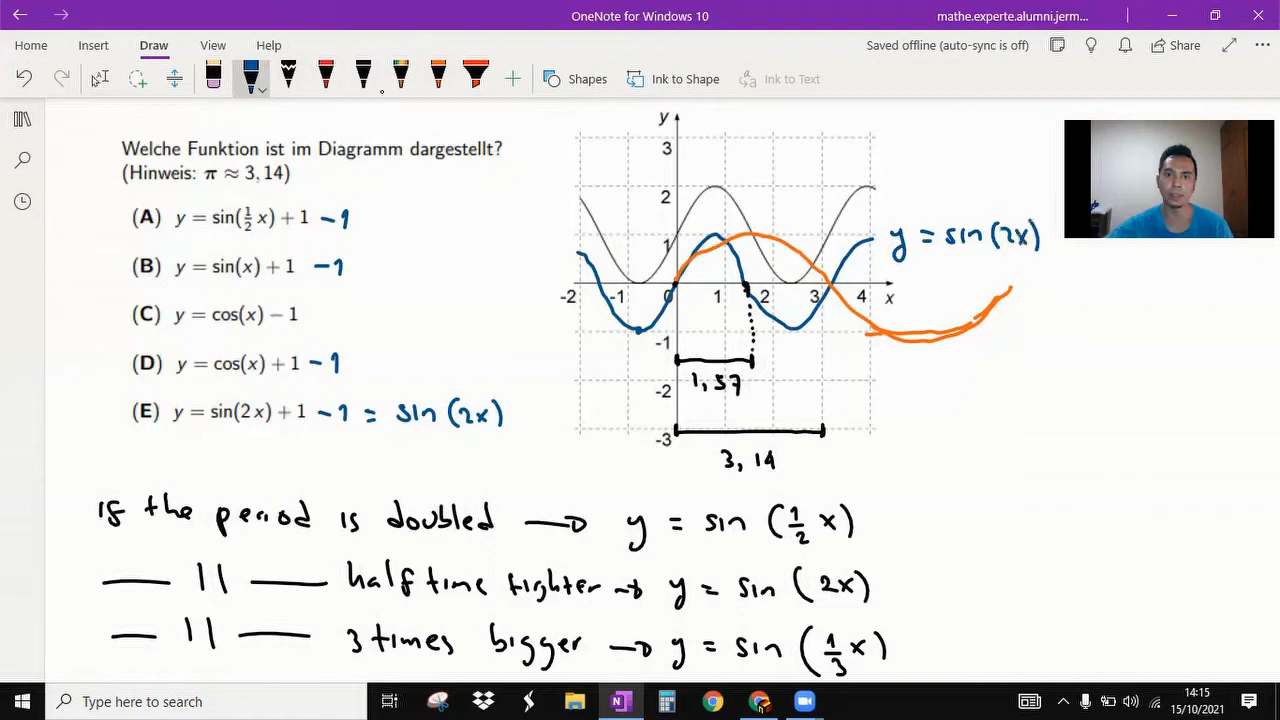 OneNote for Windows 10
mathe.experte.alumni.jerm...
Home Insert Draw View Help
Saved offline (auto-sync is off)
Share
Shapes
Ink to Shape
Ink to Text
Welche Funktion ist im Diagramm dargestellt?
(Hinweis: π ≈ 3,14)
(A) y = sin(½x) + 1 -1
(B) y = sin(x) + 1 -1
(C) y = cos(x) − 1
(D) y = cos(x) + 1 -1
(E) y = sin(2x) + 1 -1 = sin(2x)
y
3
2
1
y = sin(2x)
-2 -1 0 1 2 3 4 x
-1
1,57
-2
-3
3,14
If the period is doubled → y = sin(½x)
— || — half time tighter → y = sin(2x)
— || — 3 times bigger → y = sin(⅓x)
Type here to search
14:15
15/10/2021